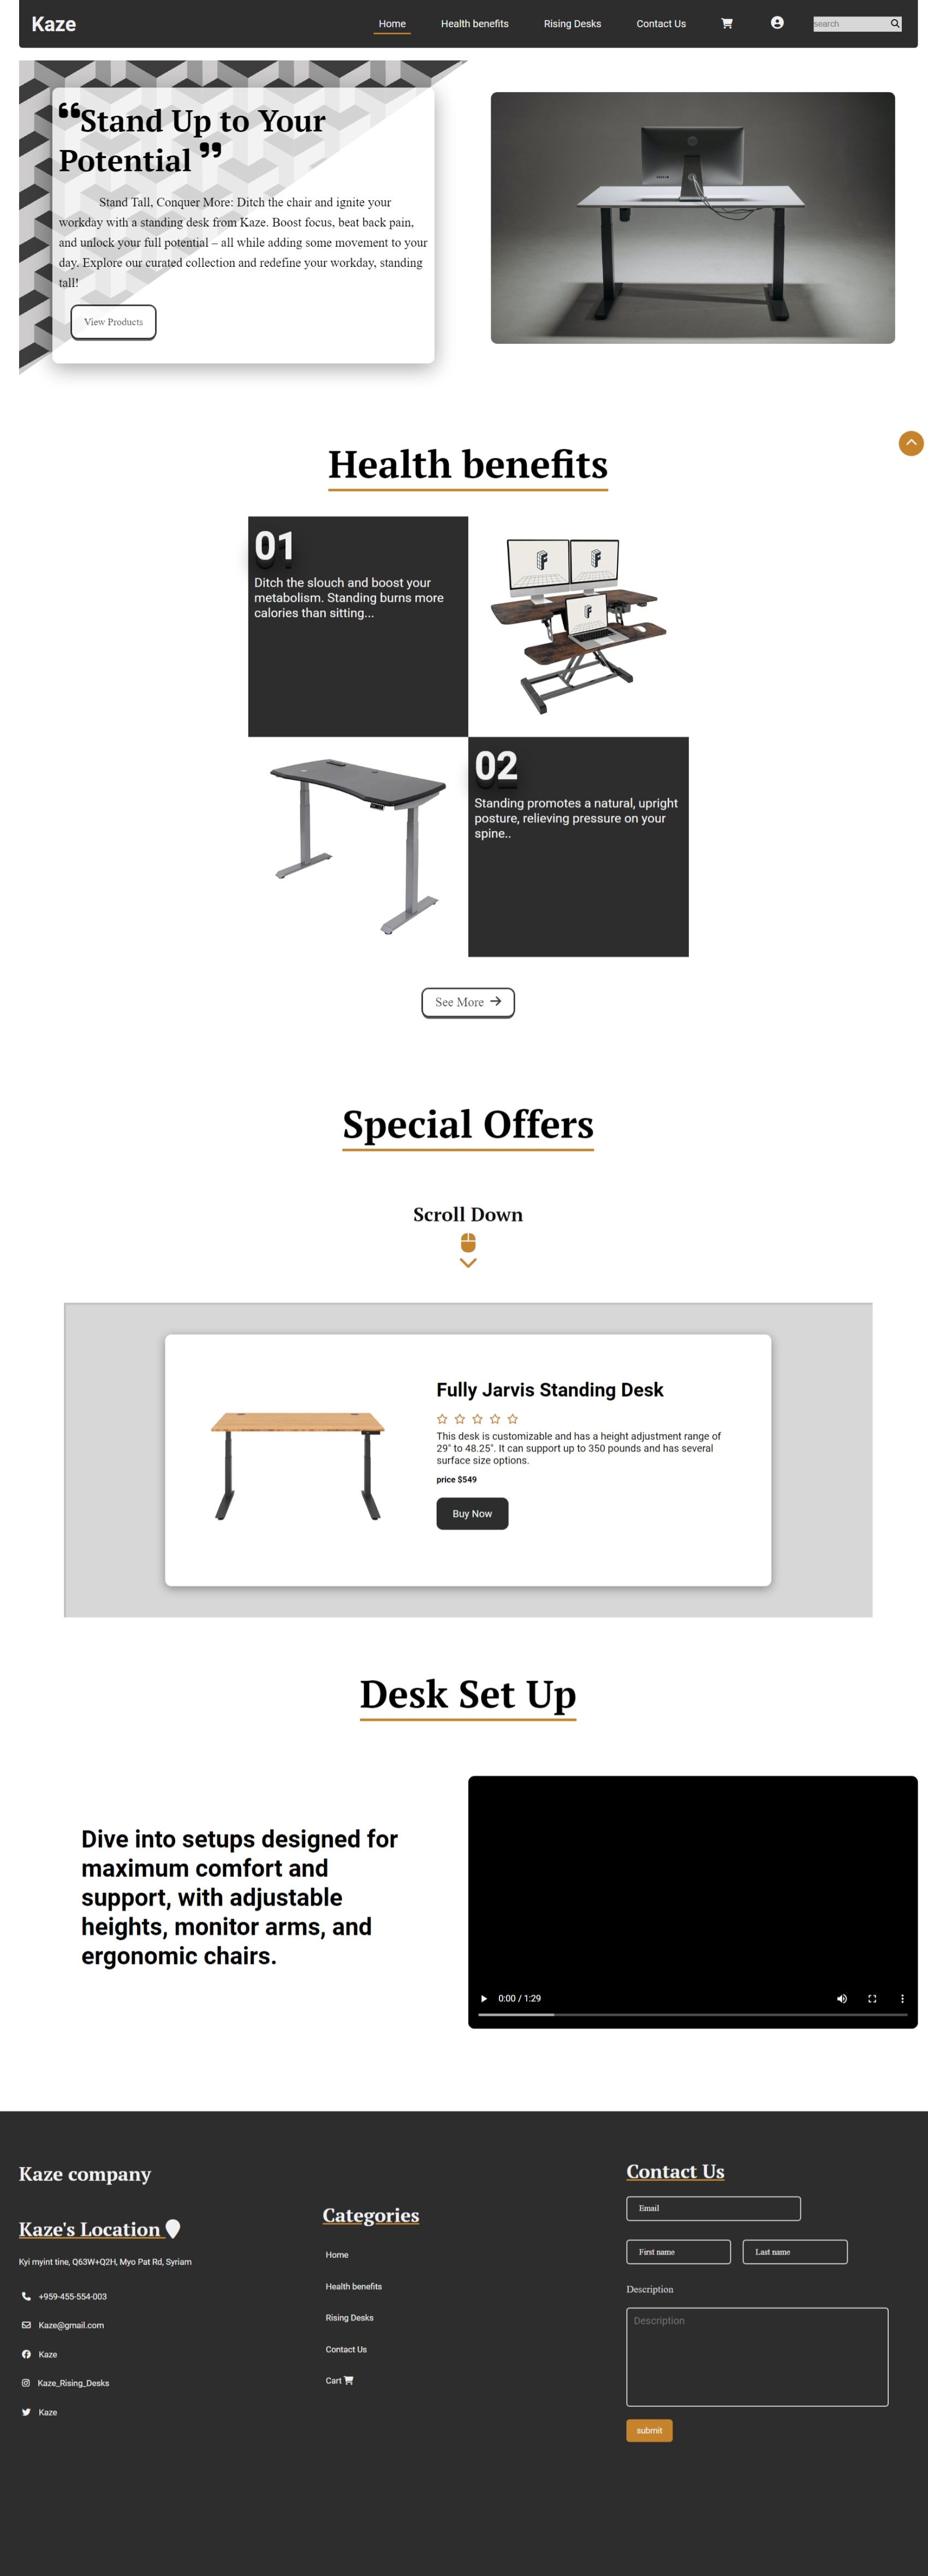 Kaze
Home
Health benefits
Rising Desks
Contact Us
search
❝Stand Up to Your
Potential ❞
Stand Tall, Conquer More: Ditch the chair and ignite your
workday with a standing desk from Kaze. Boost focus, beat back pain,
and unlock your full potential – all while adding some movement to your
day. Explore our curated collection and redefine your workday, standing
tall!
View Products
Health benefits
01
Ditch the slouch and boost your
metabolism. Standing burns more
calories than sitting...
F
F
F
02
Standing promotes a natural, upright
posture, relieving pressure on your
spine..
See More
Special Offers
Scroll Down
Fully Jarvis Standing Desk
This desk is customizable and has a height adjustment range of
29" to 48.25". It can support up to 350 pounds and has several
surface size options.
price $549
Buy Now
Desk Set Up
Dive into setups designed for
maximum comfort and
support, with adjustable
heights, monitor arms, and
ergonomic chairs.
0:00 / 1:29
Kaze company
Kaze's Location
Kyi myint tine, Q63W+Q2H, Myo Pat Rd, Syriam
+959-455-554-003
Kaze@gmail.com
Kaze
Kaze_Rising_Desks
Kaze
Categories
Home
Health benefits
Rising Desks
Contact Us
Cart
Contact Us
Email
First name
Last name
Description
Description
submit